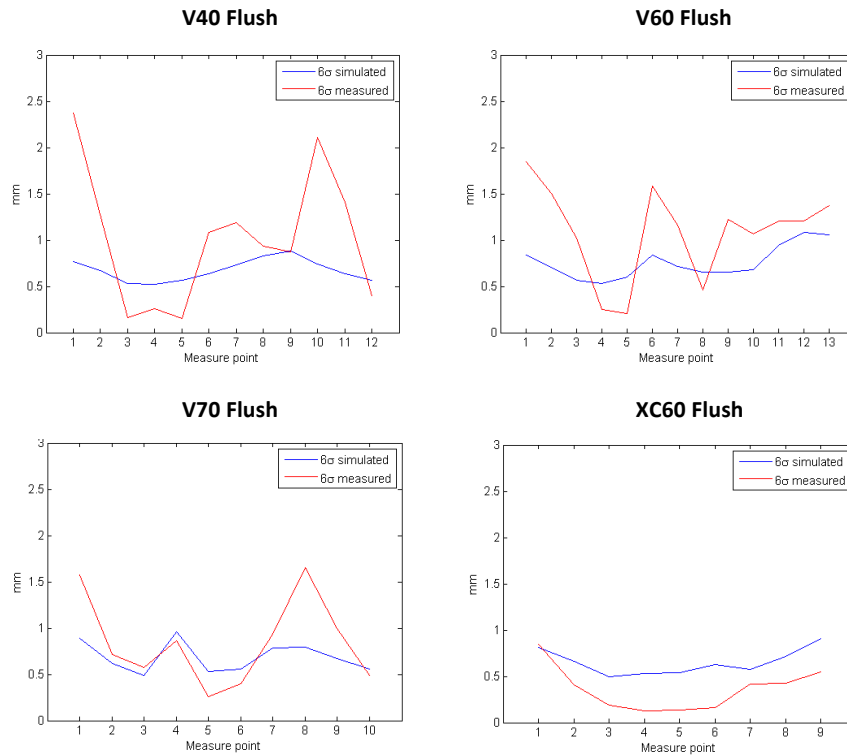 V40 Flush
3
2.5
2
1.5
1
0.5
0
mm
6σ simulated
6σ measured
1 2 3 4 5 6 7 8 9 10 11 12
Measure point
V60 Flush
3
2.5
2
1.5
1
0.5
0
mm
6σ simulated
6σ measured
1 2 3 4 5 6 7 8 9 10 11 12 13
Measure point
V70 Flush
3
2.5
2
1.5
1
0.5
0
mm
6σ simulated
6σ measured
1 2 3 4 5 6 7 8 9 10
Measure point
XC60 Flush
3
2.5
2
1.5
1
0.5
0
mm
6σ simulated
6σ measured
1 2 3 4 5 6 7 8 9
Measure point